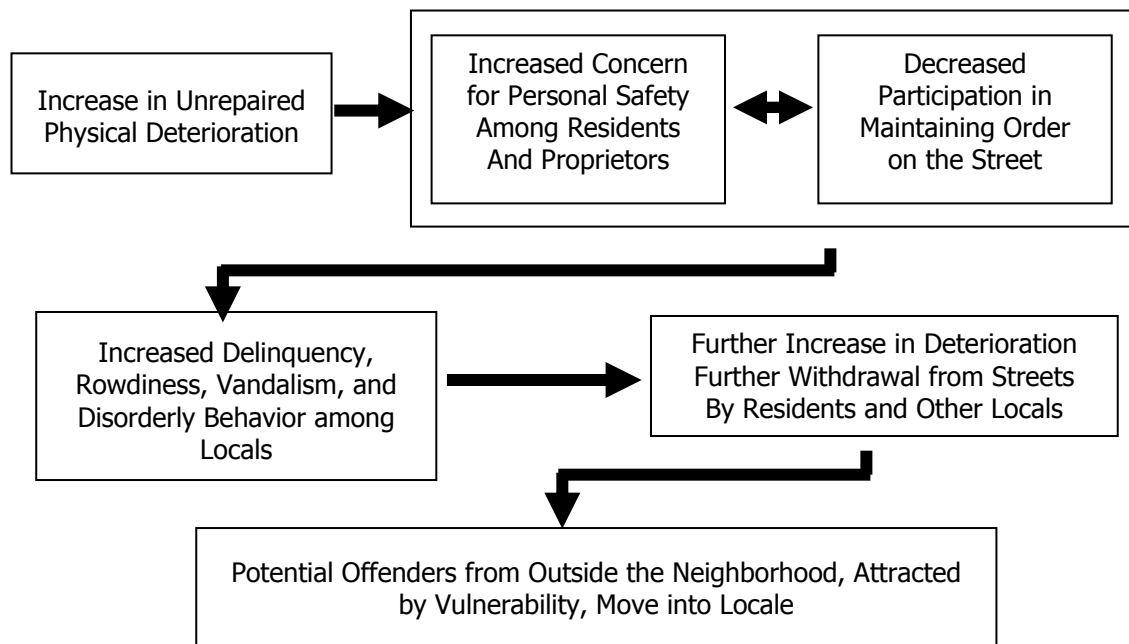 Increase in Unrepaired
Physical Deterioration
Increased Concern
for Personal Safety
Among Residents
And Proprietors
Decreased
Participation in
Maintaining Order
on the Street
Increased Delinquency,
Rowdiness, Vandalism, and
Disorderly Behavior among
Locals
Further Increase in Deterioration
Further Withdrawal from Streets
By Residents and Other Locals
Potential Offenders from Outside the Neighborhood, Attracted
by Vulnerability, Move into Locale